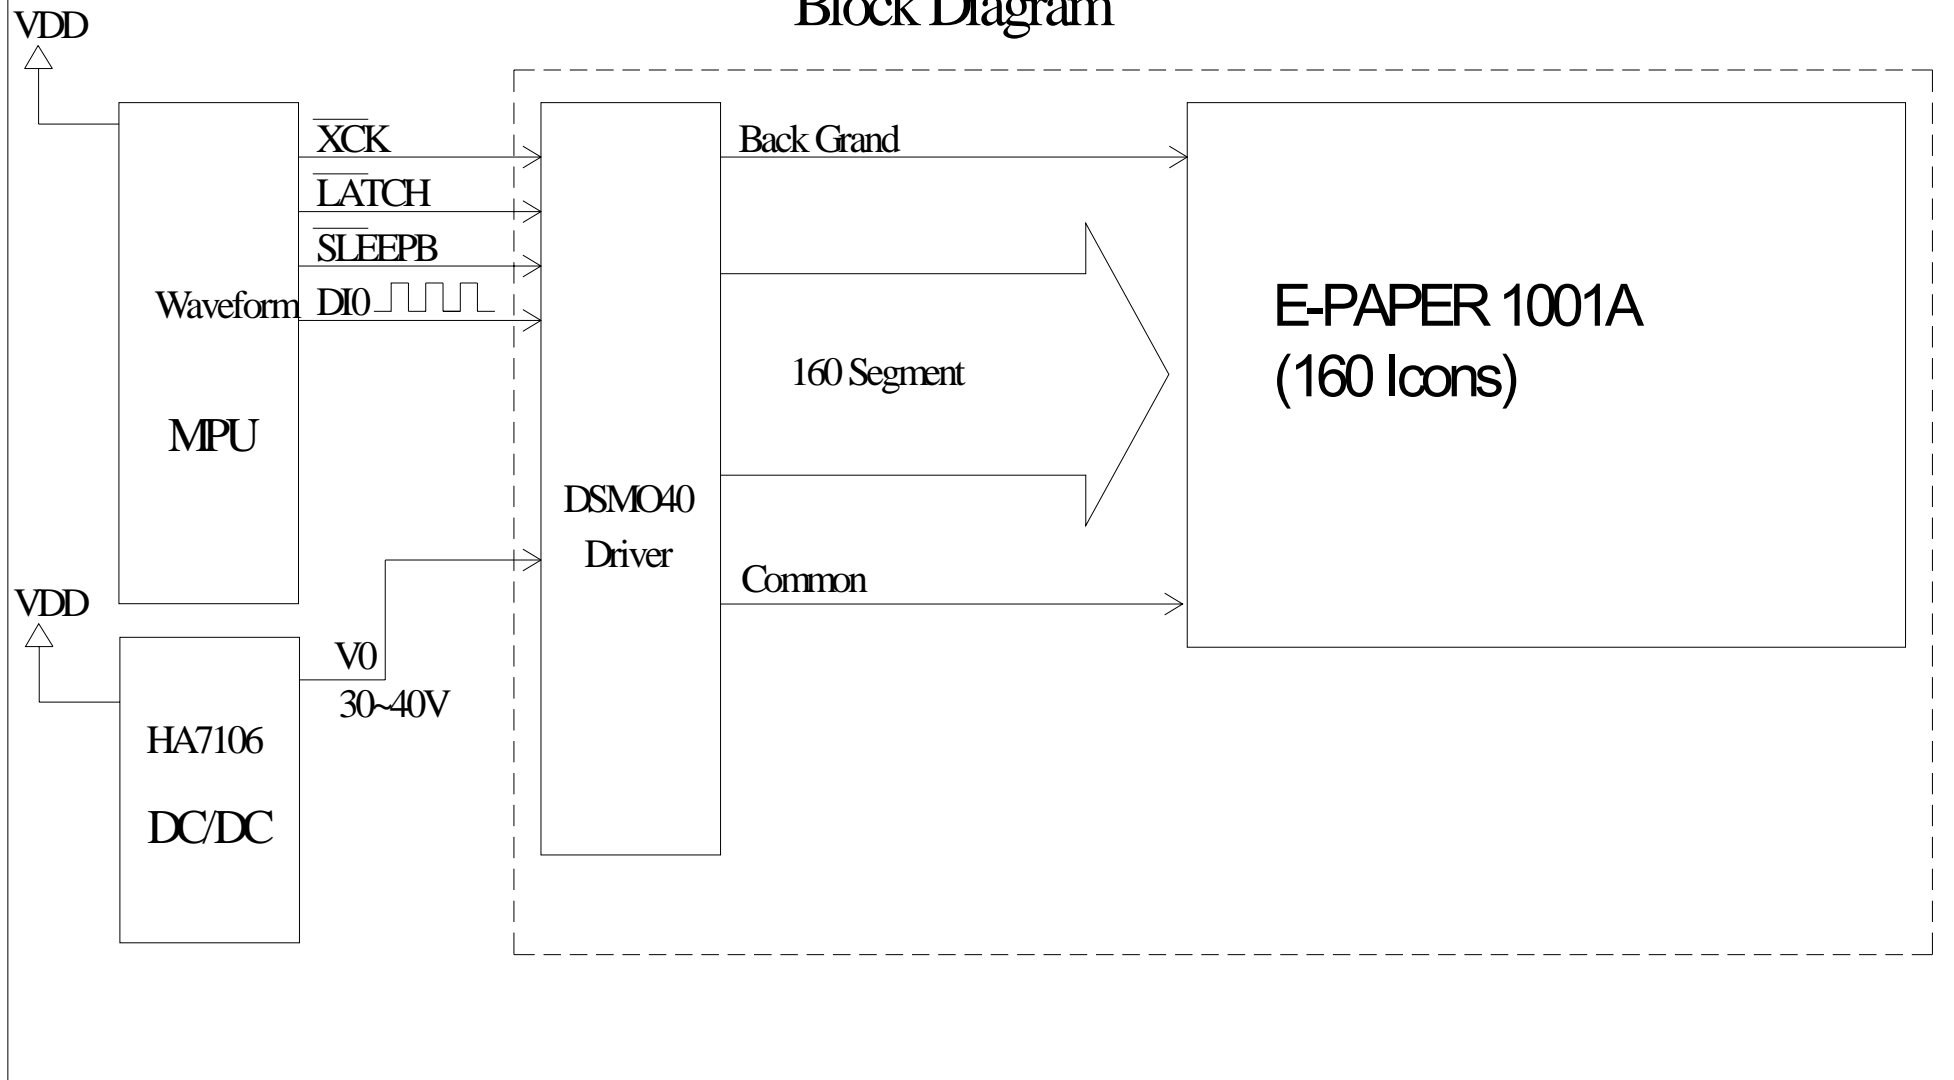 Block Diagram
VDD
XCK
LATCH
SLEEPB
Waveform
DI0
MPU
Back Grand
160 Segment
DSMO40
Driver
Common
E-PAPER 1001A
(160 Icons)
VDD
V0
30~40V
HA7106
DC/DC